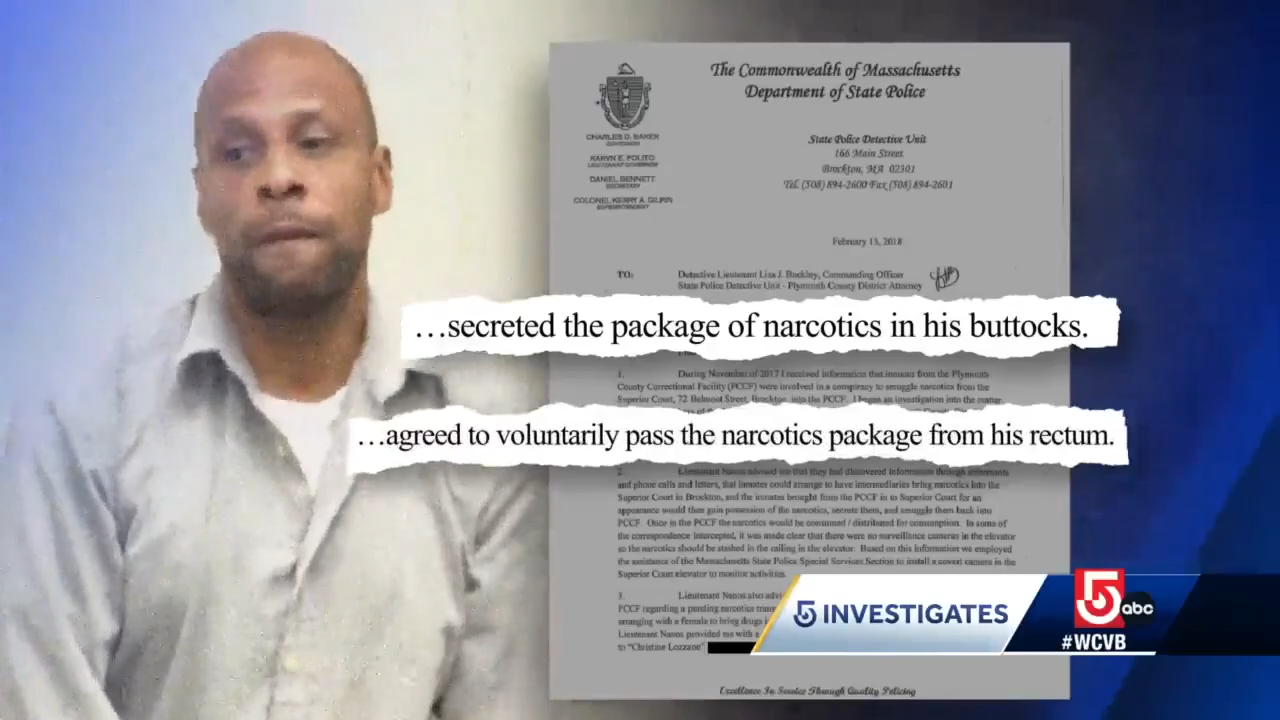 The Commonwealth of Massachusetts
Department of State Police
CHARLES D. BAKER
GOVERNOR
KARYN E. POLITO
LIEUTENANT GOVERNOR
DANIEL BENNETT
SECRETARY
COLONEL KERRY A. GILPIN
SUPERINTENDENT
State Police Detective Unit
166 Main Street
Brockton, MA 02301
Tel. (508) 894-2600 Fax (508) 894-2601
February 13, 2018
TO: Detective Lieutenant Lisa J. Buckley, Commanding Officer
State Police Detective Unit - Plymouth County District Attorney
…secreted the package of narcotics in his buttocks.
1. During November of 2017 I received information that inmates from the Plymouth
County Correctional Facility (PCCF) were involved in a conspiracy to smuggle narcotics from the
Superior Court, 72 Belmont Street, Brockton, into the PCCF. I began an investigation into the matter
…agreed to voluntarily pass the narcotics package from his rectum.
2. Lieutenant Nanos advised me that they had discovered information through informants
and phone calls and letters, that inmates could arrange to have intermediaries bring narcotics into the
Superior Court in Brockton, and the inmates brought from the PCCF in to Superior Court for an
appearance would then gain possession of the narcotics, secrete them, and smuggle them back into
PCCF. Once in the PCCF the narcotics would be consumed / distributed for consumption. In some of
the correspondence intercepted, it was made clear that there were no surveillance cameras in the elevator
so the narcotics should be stashed in the railing in the elevator. Based on this information we employed
the assistance of the Massachusetts State Police Special Services Section to install a covert camera in the
Superior Court elevator to monitor activities.
3. Lieutenant Nanos also advi
PCCF regarding a pending narcotics tran
arranging with a female to bring drugs i
Lieutenant Nanos provided me with a
to "Christine Lozzano"
5 INVESTIGATES
5 abc
#WCVB
Excellence In Service Through Quality Policing